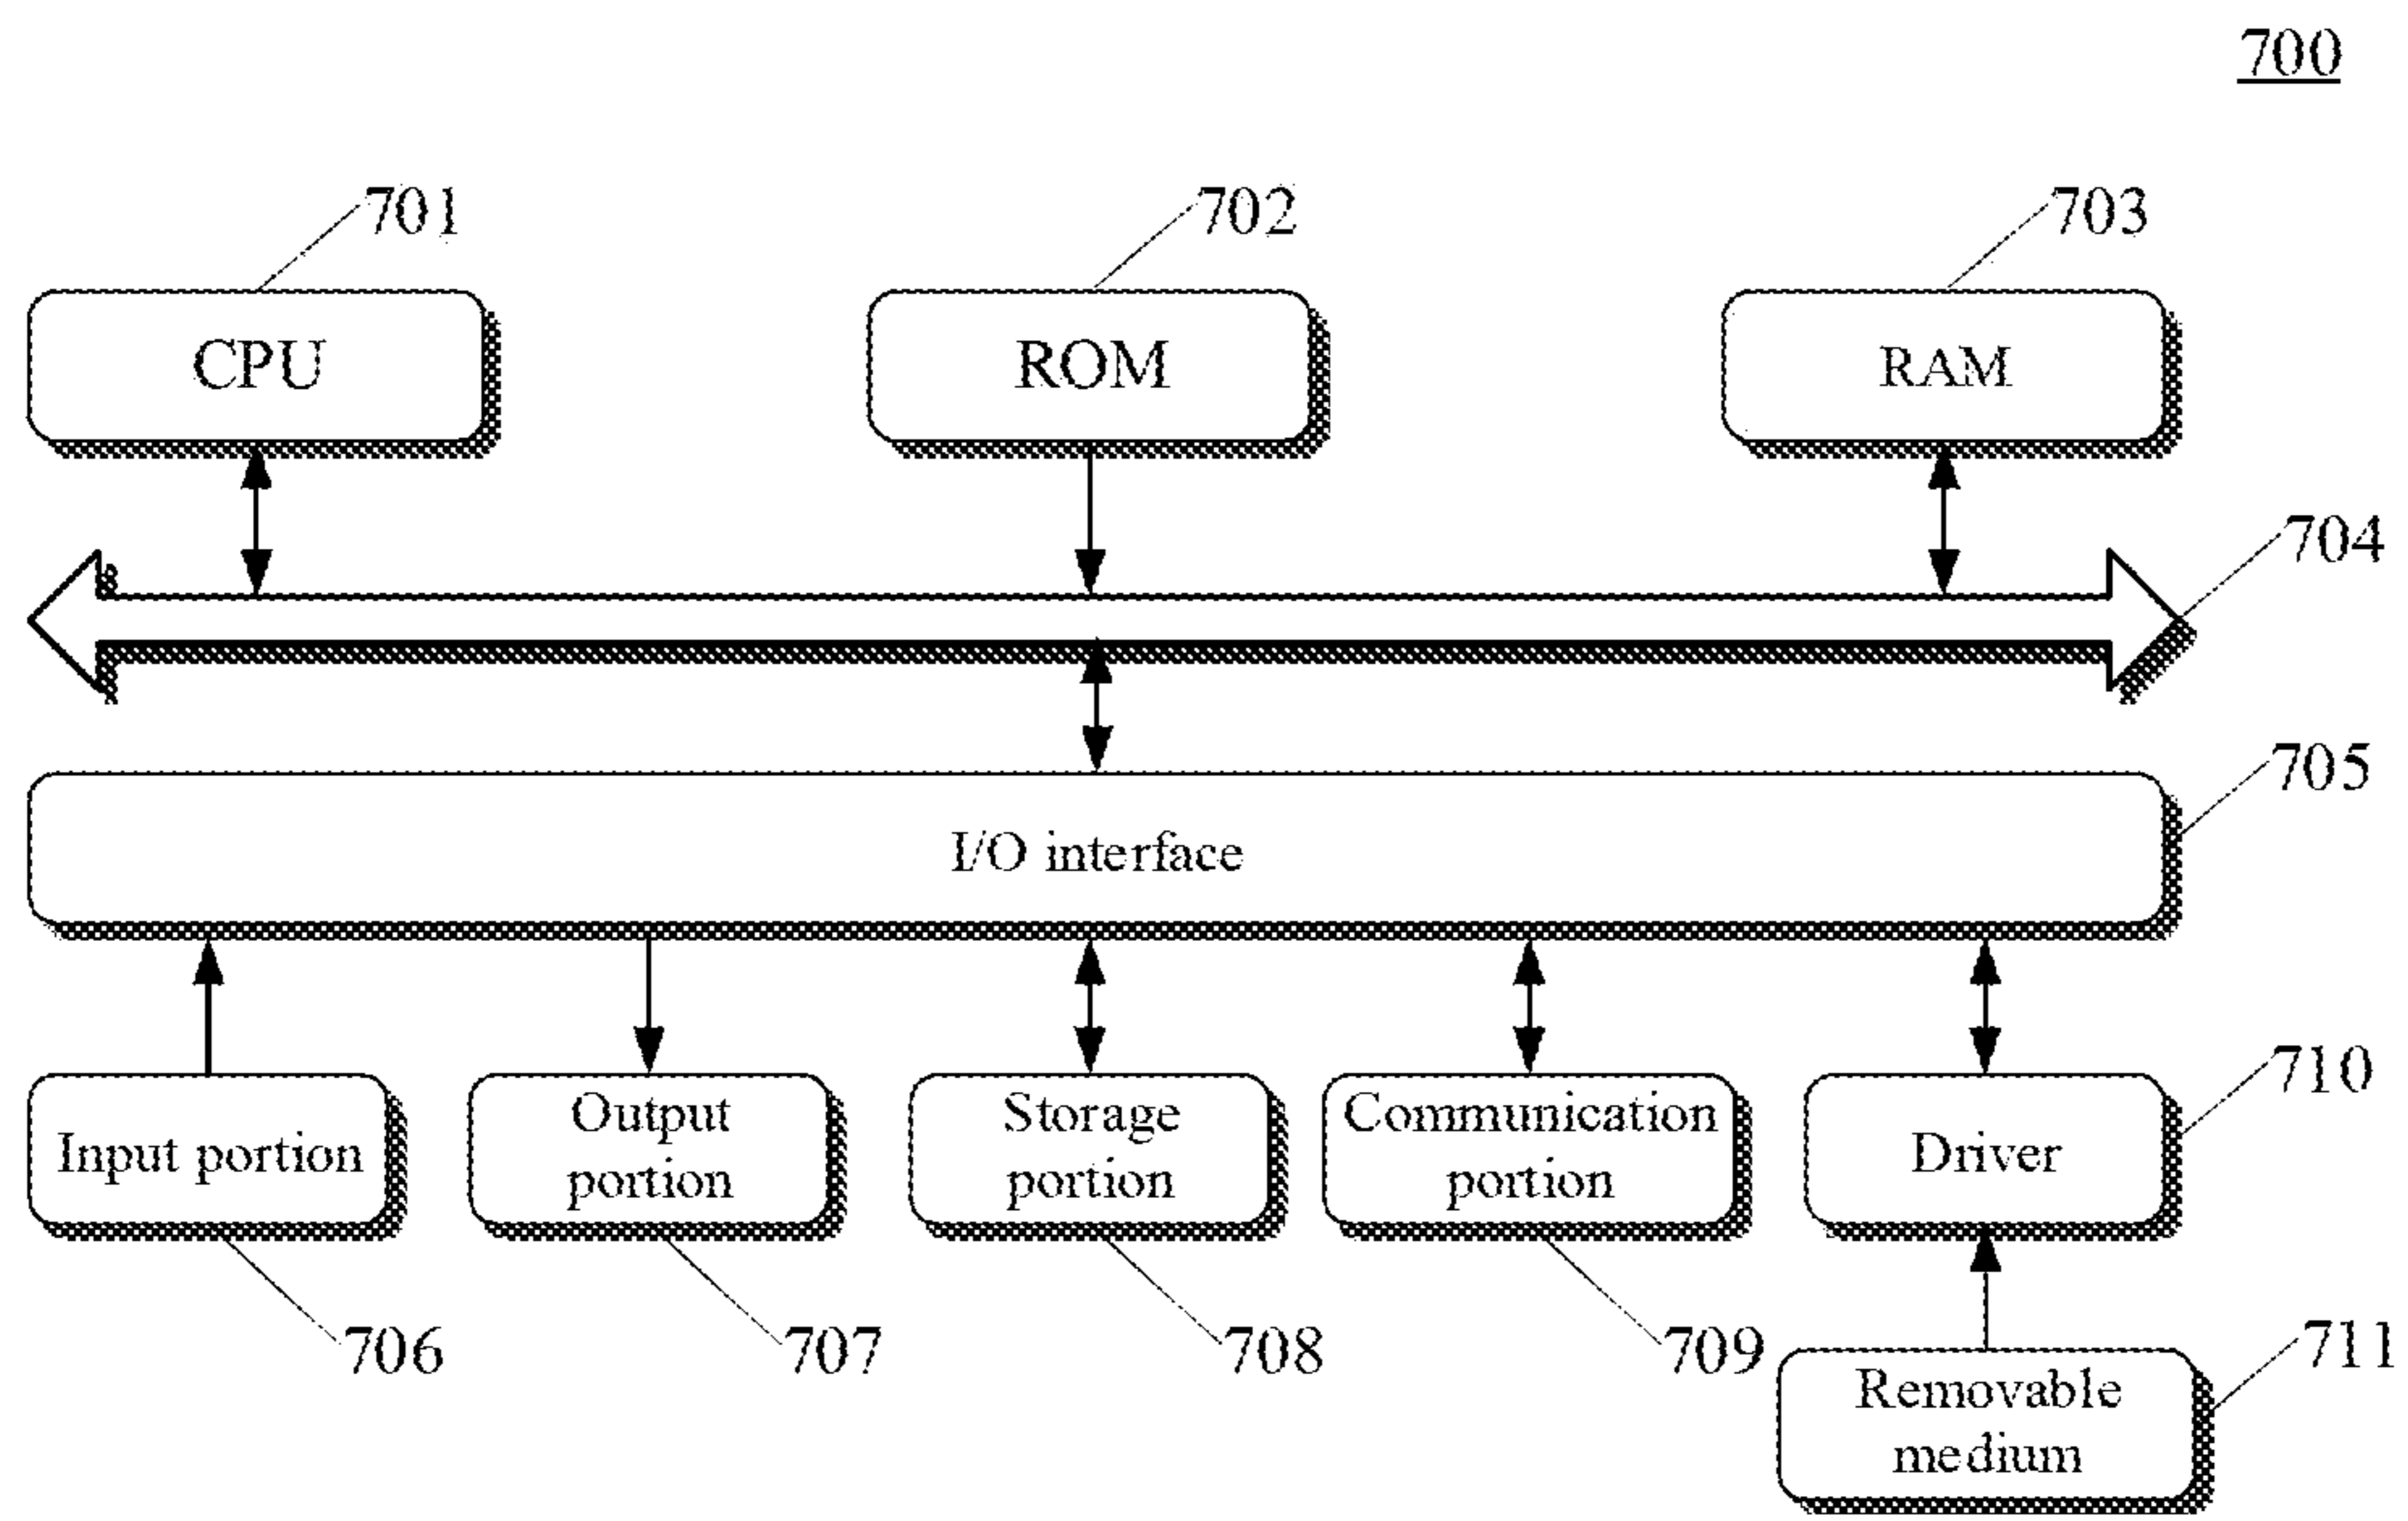 700
701
702
703
CPU
ROM
RAM
704
705
I/O interface
710
Input portion
Output
portion
Storage
portion
Communication
portion
Driver
706
707
708
709
711
Removable
medium